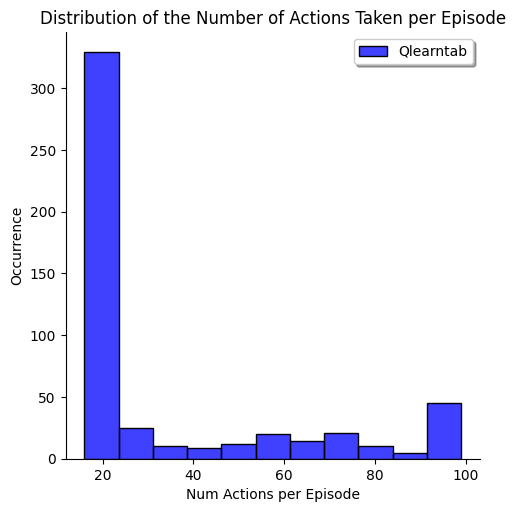 Distribution of the Number of Actions Taken per Episode
Qlearntab
300
250
200
150
100
50
0
Occurrence
20 40 60 80 100
Num Actions per Episode